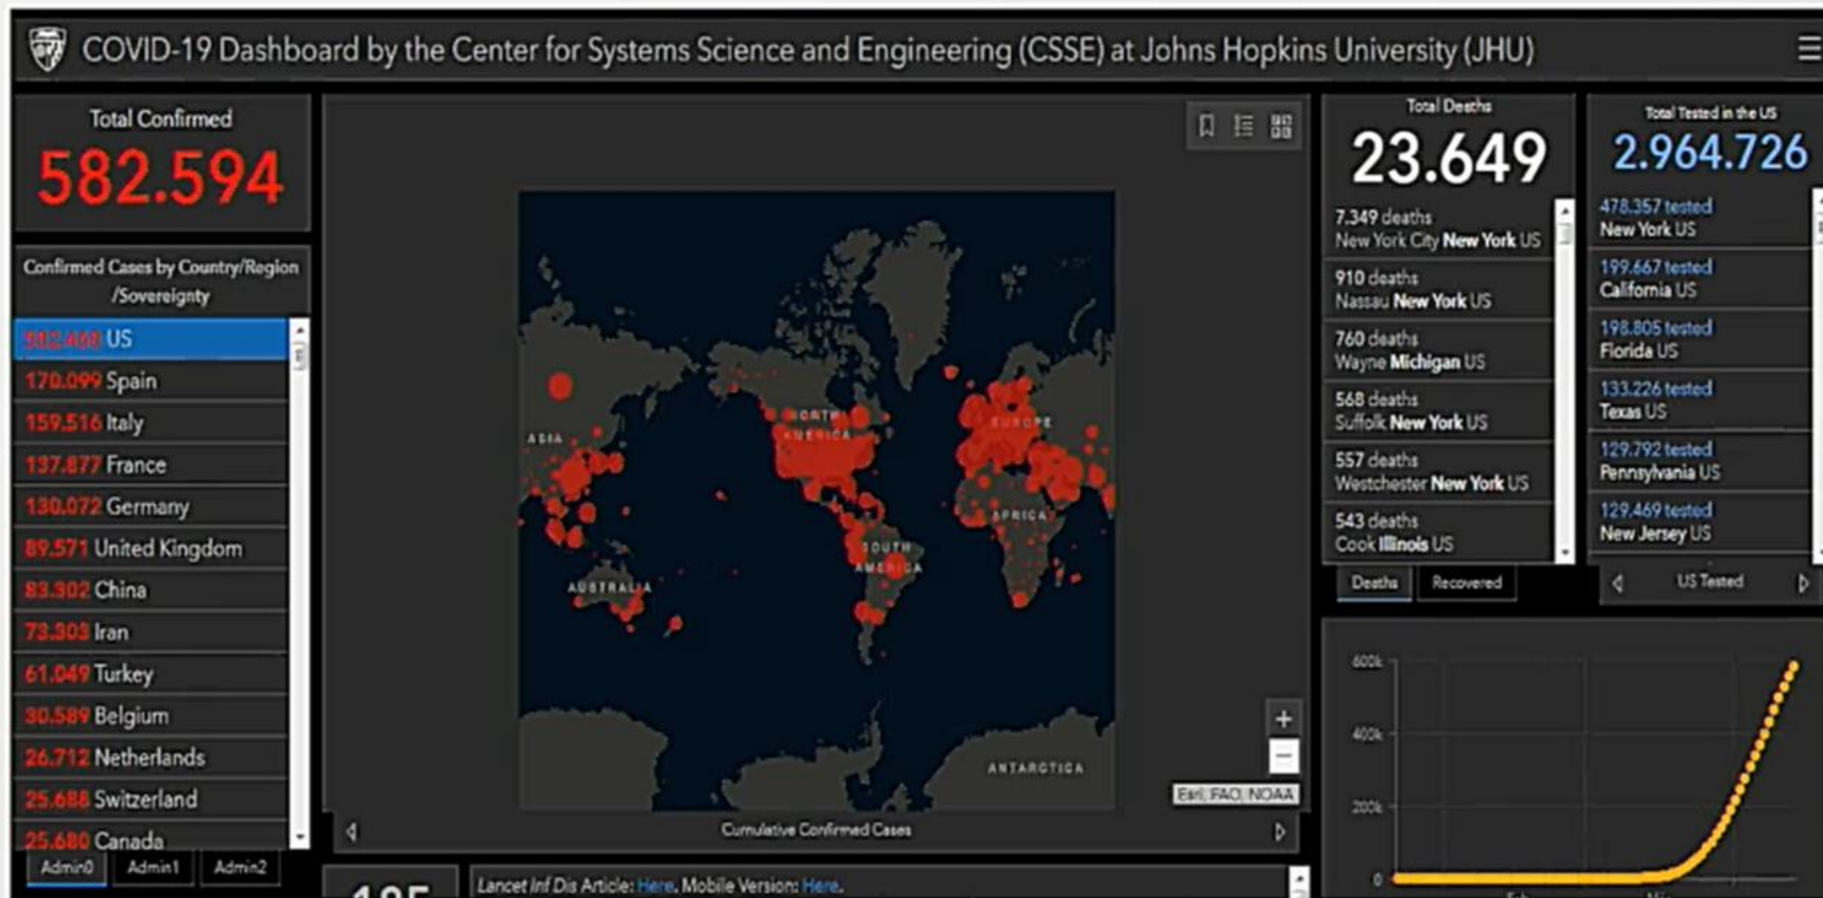 COVID-19 Dashboard by the Center for Systems Science and Engineering (CSSE) at Johns Hopkins University (JHU)
Total Confirmed
582.594
Confirmed Cases by Country/Region
/Sovereignty
US
170.099 Spain
159.516 Italy
137.877 France
130.072 Germany
89.571 United Kingdom
83.302 China
73.303 Iran
61.049 Turkey
30.589 Belgium
26.712 Netherlands
25.688 Switzerland
25.680 Canada
Admin0
Admin1
Admin2
ASIA
NORTH
AMERICA
EUROPE
AFRICA
SOUTH
AMERICA
AUSTRALIA
ANTARCTICA
Esri, FAO, NOAA
Cumulative Confirmed Cases
Lancet Inf Dis Article: Here. Mobile Version: Here.
Total Deaths
23.649
7.349 deaths
New York City New York US
910 deaths
Nassau New York US
760 deaths
Wayne Michigan US
568 deaths
Suffolk New York US
557 deaths
Westchester New York US
543 deaths
Cook Illinois US
Deaths
Recovered
Total Tested in the US
2.964.726
478.357 tested
New York US
199.667 tested
California US
198.805 tested
Florida US
133.226 tested
Texas US
129.792 tested
Pennsylvania US
129.469 tested
New Jersey US
US Tested
600k
400k
200k
0